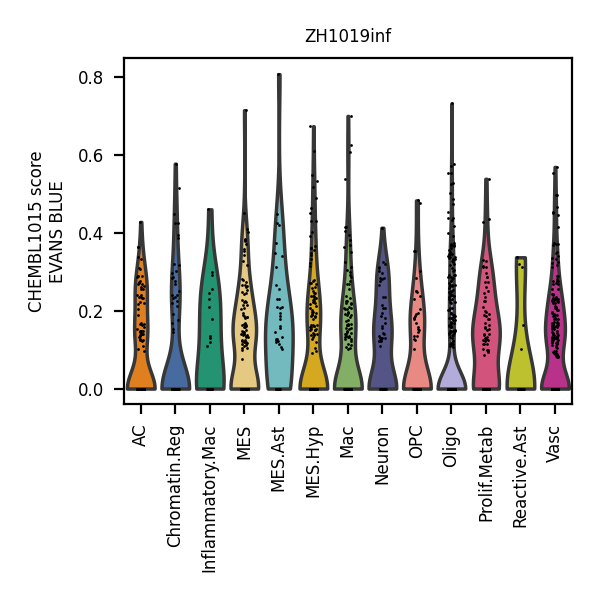 ZH1019inf
CHEMBL1015 score
EVANS BLUE
0.8
0.6
0.4
0.2
0.0
AC
Chromatin.Reg
Inflammatory.Mac
MES
MES.Ast
MES.Hyp
Mac
Neuron
OPC
Oligo
Prolif.Metab
Reactive.Ast
Vasc